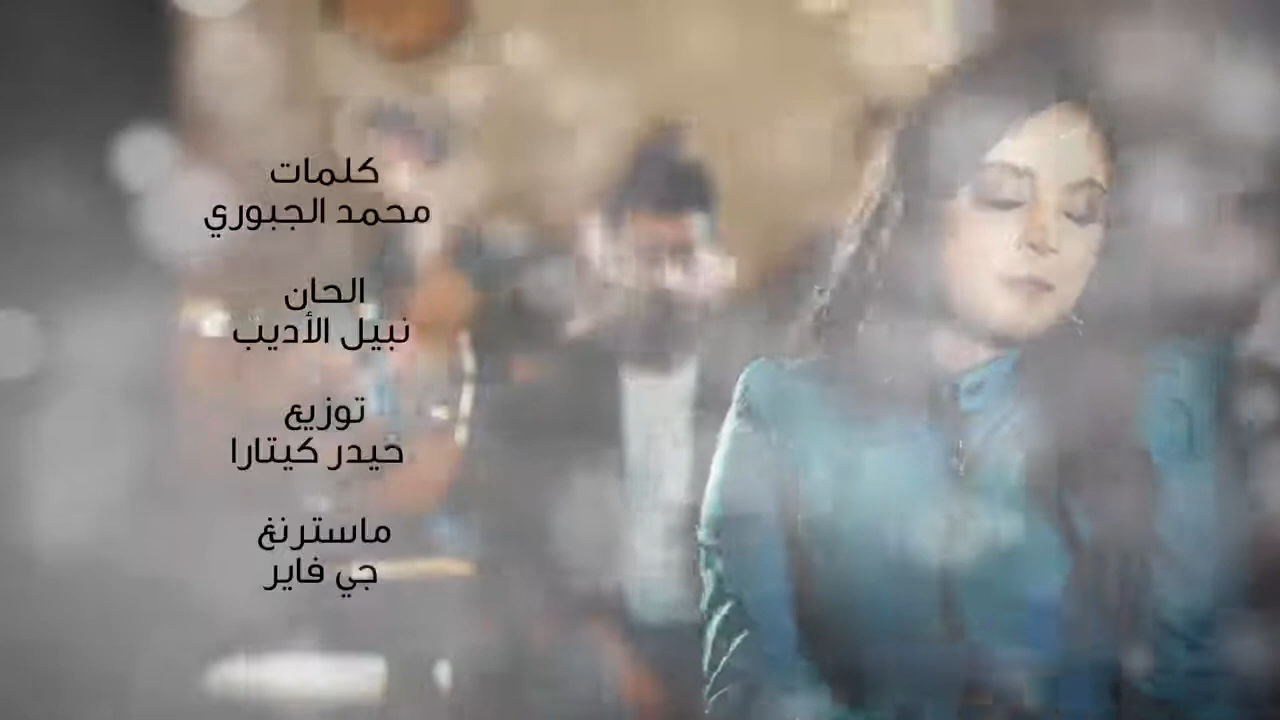 كلمات
محمد الجبوري
الحان
نبيل الأديب
توزيع
حيدر كيتارا
ماسترنغ
جي فاير